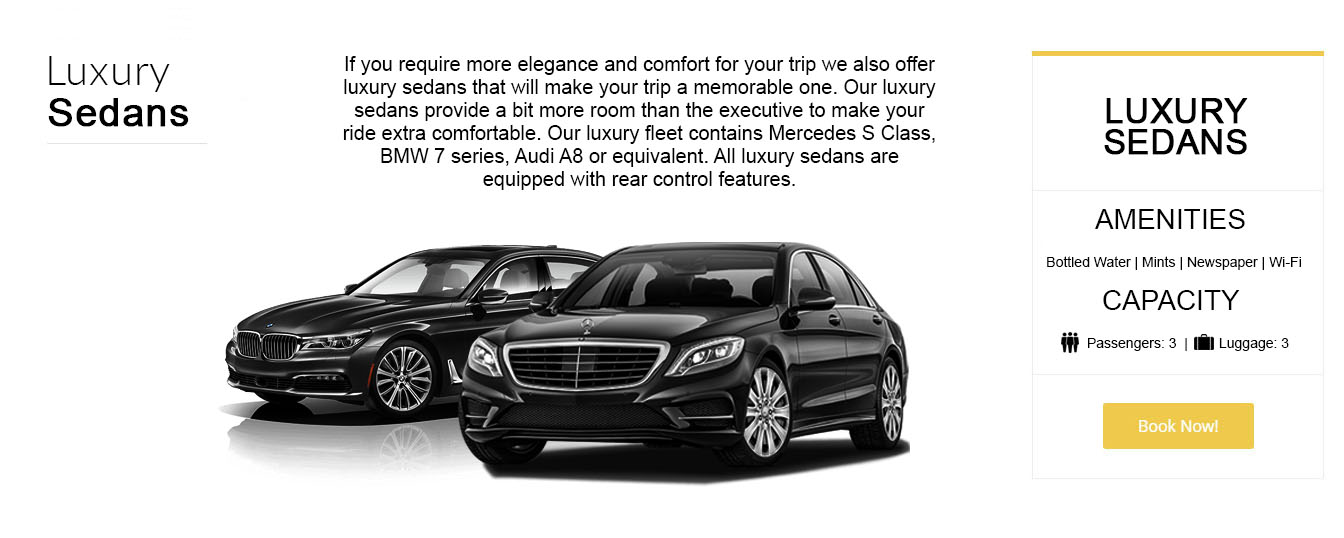 Luxury
Sedans
If you require more elegance and comfort for your trip we also offer
luxury sedans that will make your trip a memorable one. Our luxury
sedans provide a bit more room than the executive to make your
ride extra comfortable. Our luxury fleet contains Mercedes S Class,
BMW 7 series, Audi A8 or equivalent. All luxury sedans are
equipped with rear control features.
LUXURY
SEDANS
AMENITIES
Bottled Water | Mints | Newspaper | Wi-Fi
CAPACITY
Passengers: 3 | Luggage: 3
Book Now!